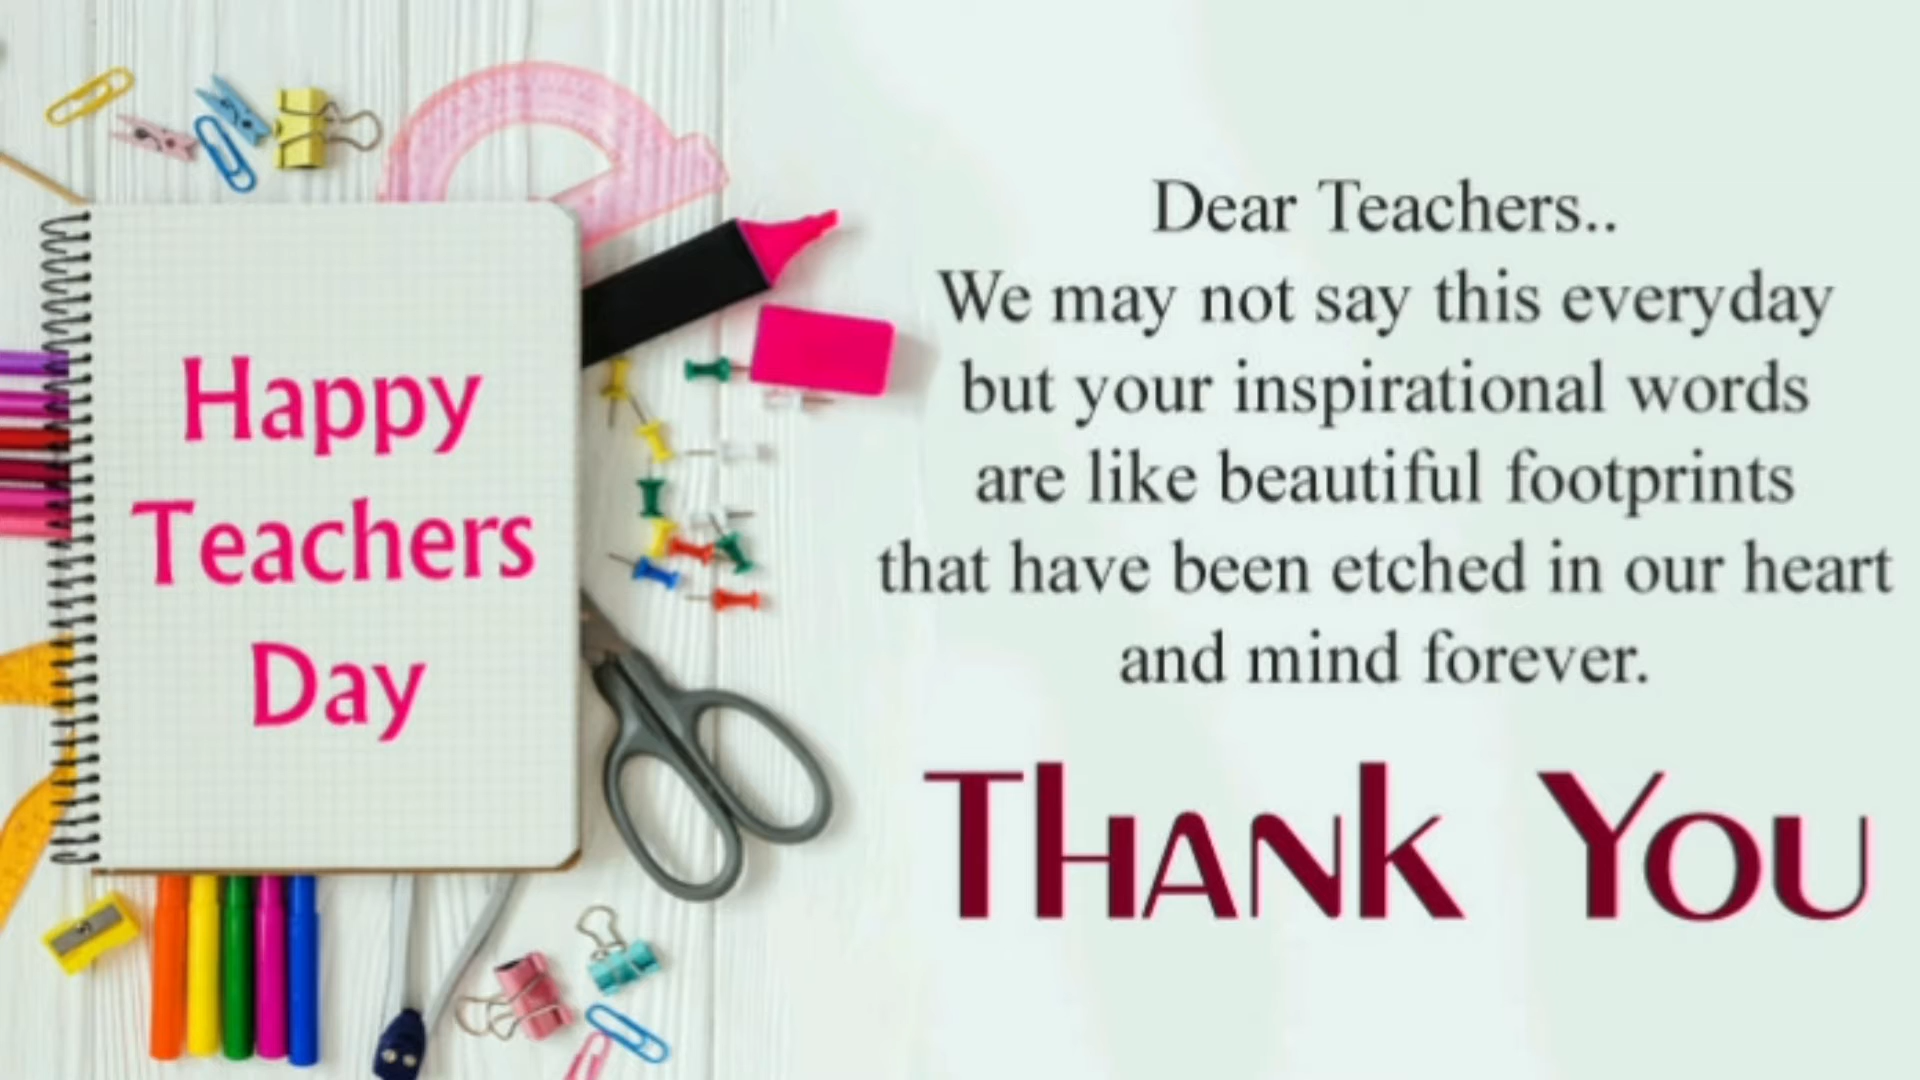 Happy
Teachers
Day
Dear Teachers..
We may not say this everyday
but your inspirational words
are like beautiful footprints
that have been etched in our heart
and mind forever.
THANK YOU